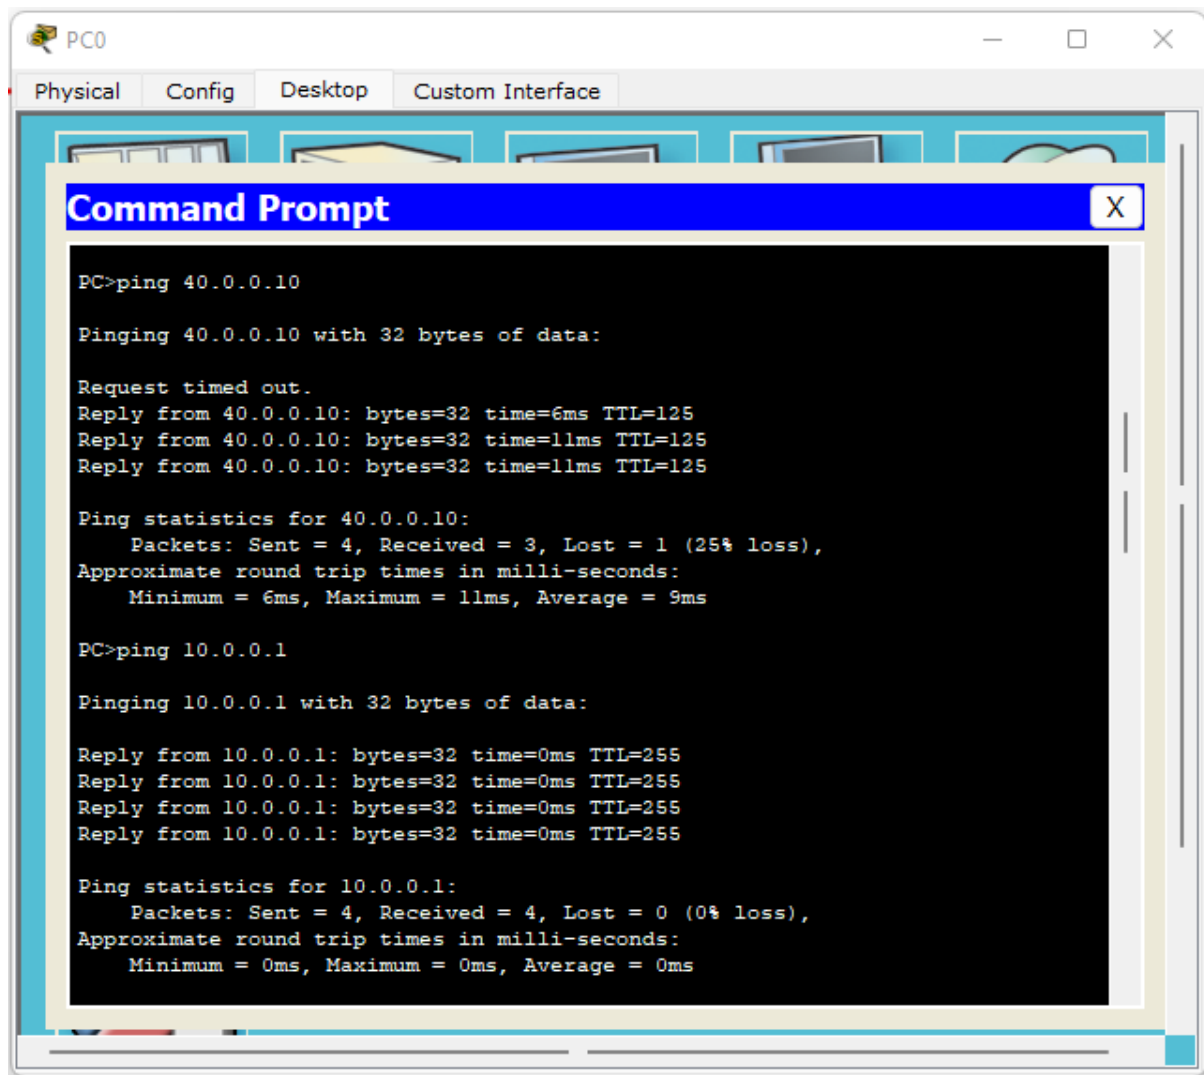 PC0
Physical Config Desktop Custom Interface
Command Prompt X
PC>ping 40.0.0.10
Pinging 40.0.0.10 with 32 bytes of data:
Request timed out.
Reply from 40.0.0.10: bytes=32 time=6ms TTL=125
Reply from 40.0.0.10: bytes=32 time=11ms TTL=125
Reply from 40.0.0.10: bytes=32 time=11ms TTL=125
Ping statistics for 40.0.0.10:
Packets: Sent = 4, Received = 3, Lost = 1 (25% loss),
Approximate round trip times in milli-seconds:
Minimum = 6ms, Maximum = 11ms, Average = 9ms
PC>ping 10.0.0.1
Pinging 10.0.0.1 with 32 bytes of data:
Reply from 10.0.0.1: bytes=32 time=0ms TTL=255
Reply from 10.0.0.1: bytes=32 time=0ms TTL=255
Reply from 10.0.0.1: bytes=32 time=0ms TTL=255
Reply from 10.0.0.1: bytes=32 time=0ms TTL=255
Ping statistics for 10.0.0.1:
Packets: Sent = 4, Received = 4, Lost = 0 (0% loss),
Approximate round trip times in milli-seconds:
Minimum = 0ms, Maximum = 0ms, Average = 0ms